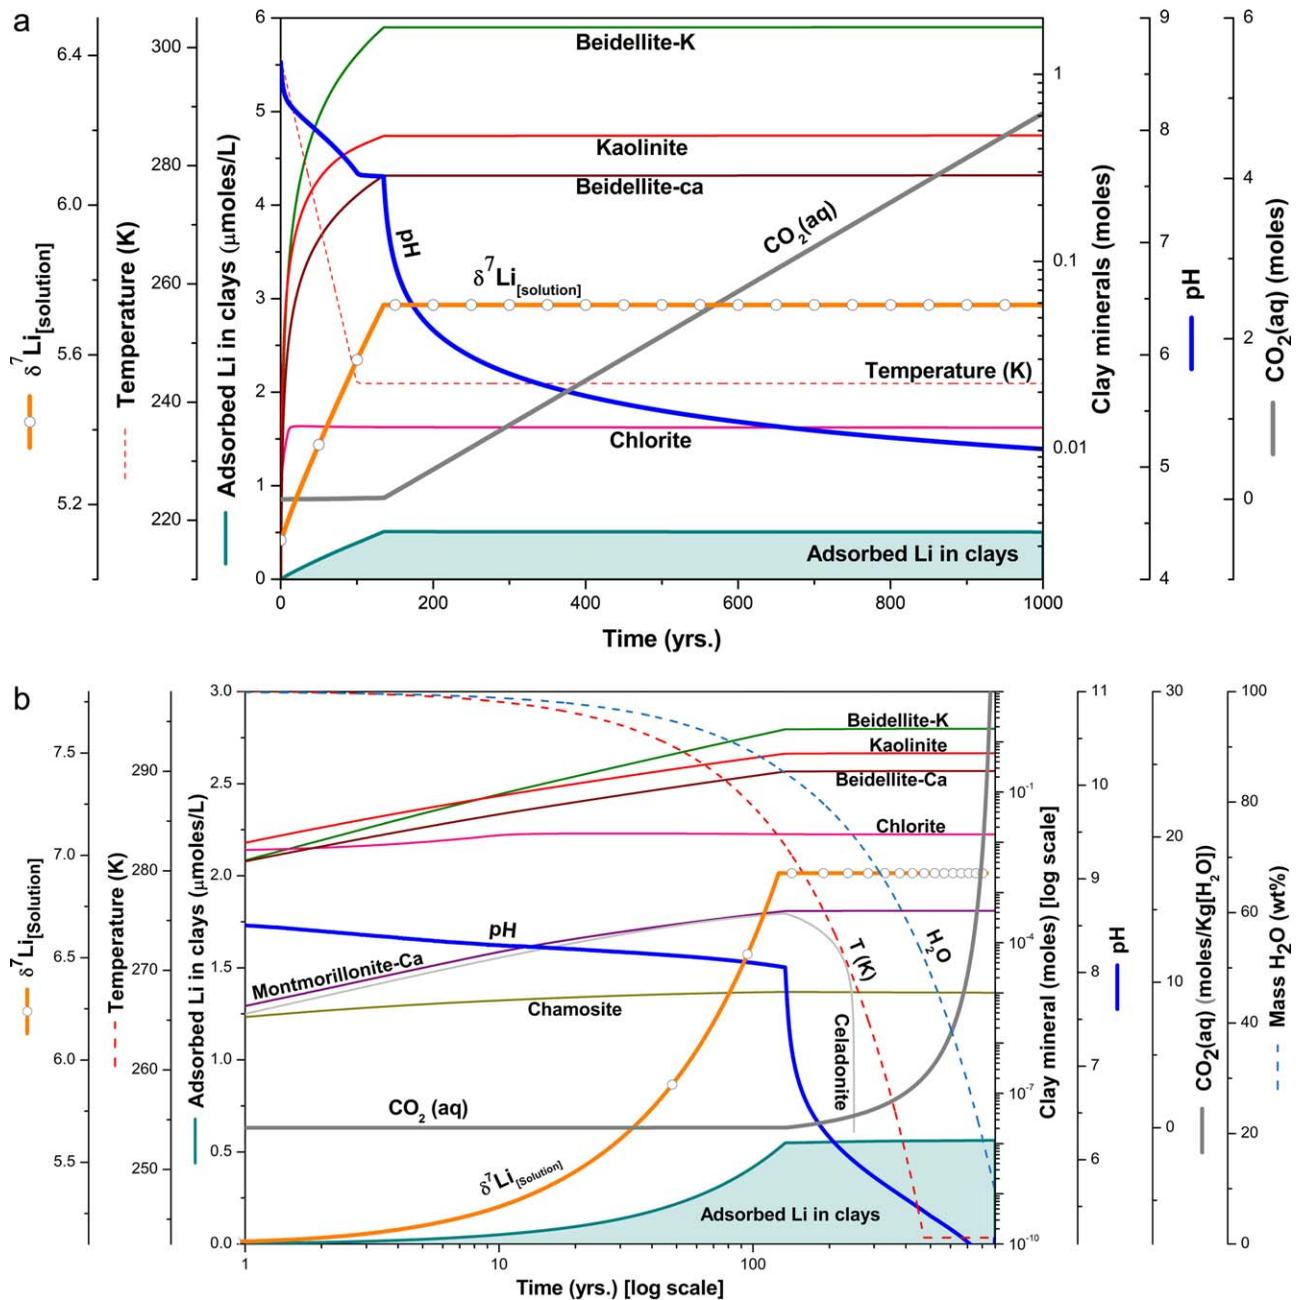 a
δ⁷Li[solution]
6.4
6.0
5.6
5.2
Temperature (K)
300
280
260
240
220
Adsorbed Li in clays (μmoles/L)
6
5
4
3
2
1
0
Beidellite-K
Kaolinite
Beidellite-ca
pH
CO₂(aq)
δ⁷Li[solution]
Temperature (K)
Chlorite
Adsorbed Li in clays
0
200
400
600
800
1000
Time (yrs.)
1
0.1
0.01
Clay minerals (moles)
9
8
7
6
5
4
pH
6
4
2
0
CO₂(aq) (moles)
b
δ⁷Li[Solution]
7.5
7.0
6.5
6.0
5.5
Temperature (K)
290
280
270
260
250
Adsorbed Li in clays (μmoles/L)
3.0
2.5
2.0
1.5
1.0
0.5
0.0
Beidellite-K
Kaolinite
Beidellite-Ca
Chlorite
pH
Montmorillonite-Ca
Chamosite
T (K)
H₂O
Celadonite
CO₂ (aq)
δ⁷Li[Solution]
Adsorbed Li in clays
1
10
100
Time (yrs.) [log scale]
10⁻¹
10⁻⁴
10⁻⁷
10⁻¹⁰
Clay mineral (moles) [log scale]
11
10
9
8
7
6
pH
30
20
10
0
CO₂(aq) (moles/Kg[H₂O])
100
80
60
40
20
0
Mass H₂O (wt%)